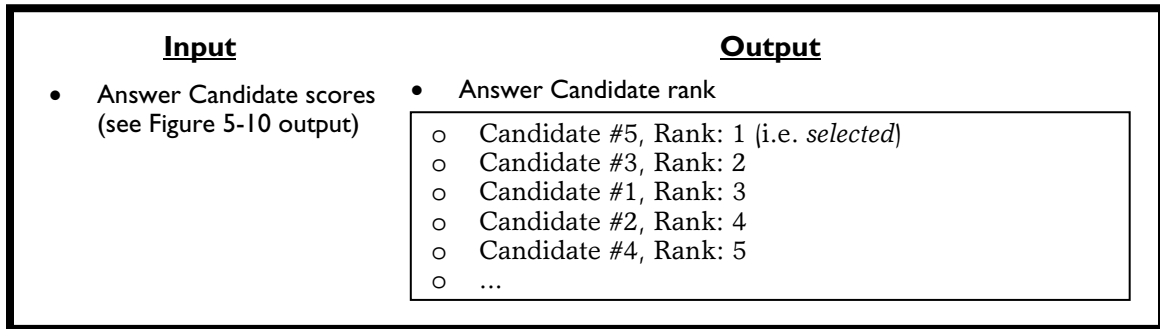 Input
• Answer Candidate scores
(see Figure 5-10 output)
Output
• Answer Candidate rank
o Candidate #5, Rank: 1 (i.e. selected)
o Candidate #3, Rank: 2
o Candidate #1, Rank: 3
o Candidate #2, Rank: 4
o Candidate #4, Rank: 5
o …